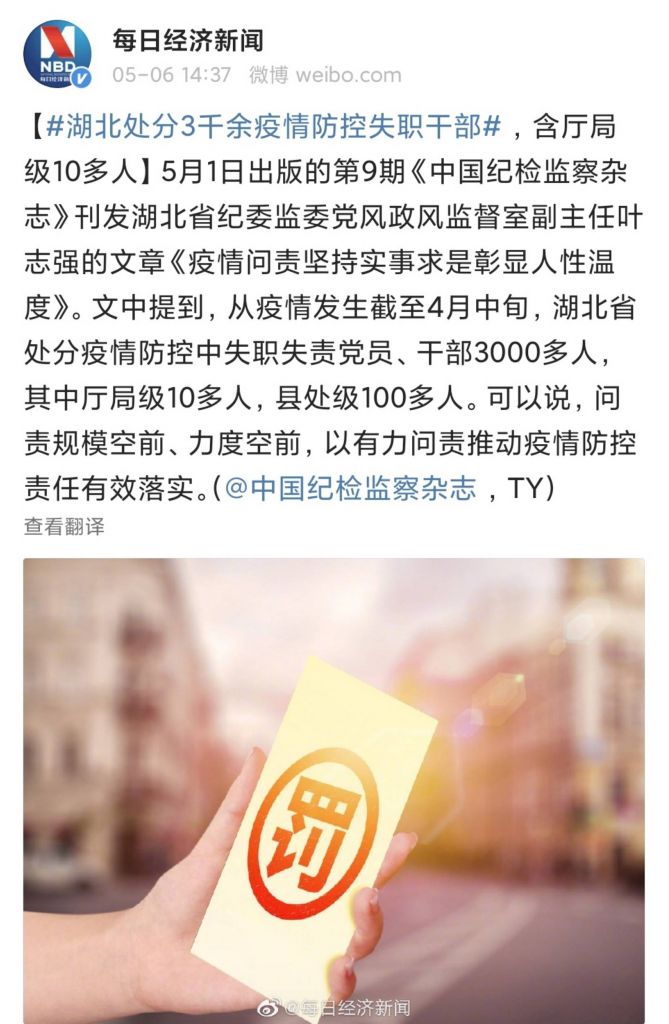 NBD
每日经济新闻
每日经济新闻
05-06 14:37 微博 weibo.com
【#湖北处分3千余疫情防控失职干部#，含厅局
级10多人】5月1日出版的第9期《中国纪检监察杂
志》刊发湖北省纪委监委党风政风监督室副主任叶
志强的文章《疫情问责坚持实事求是彰显人性温
度》。文中提到，从疫情发生截至4月中旬，湖北省
处分疫情防控中失职失责党员、干部3000多人，
其中厅局级10多人，县处级100多人。可以说，问
责规模空前、力度空前，以有力问责推动疫情防控
责任有效落实。（@中国纪检监察杂志，TY）
查看翻译
罚
@每日经济新闻